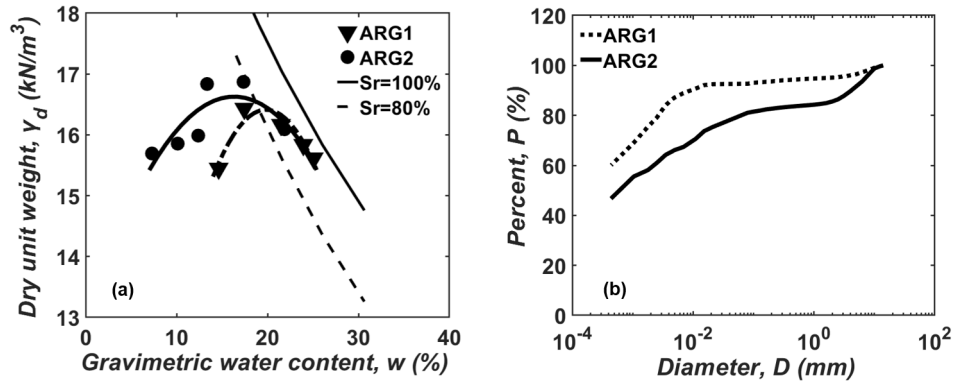 18
17
16
15
14
13
Dry unit weight, γd (kN/m³)
ARG1
ARG2
Sr=100%
Sr=80%
(a)
0 10 20 30 40
Gravimetric water content, w (%)
120
100
80
60
40
20
0
Percent, P (%)
ARG1
ARG2
(b)
10⁻⁴ 10⁻² 10⁰ 10²
Diameter, D (mm)